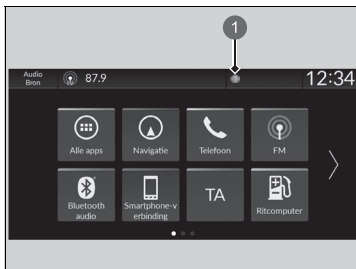 1
Audio
Bron
87.9
12:34
Alle apps
Navigatie
Telefoon
FM
Bluetooth
audio
Smartphone-v
erbinding
TA
Ritcomputer